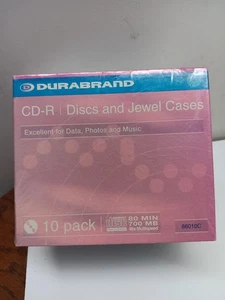 DURABRAND
CD-R | Discs and Jewel Cases
Excellent for Data, Photos and Music
10 pack
80 MIN
700 MB